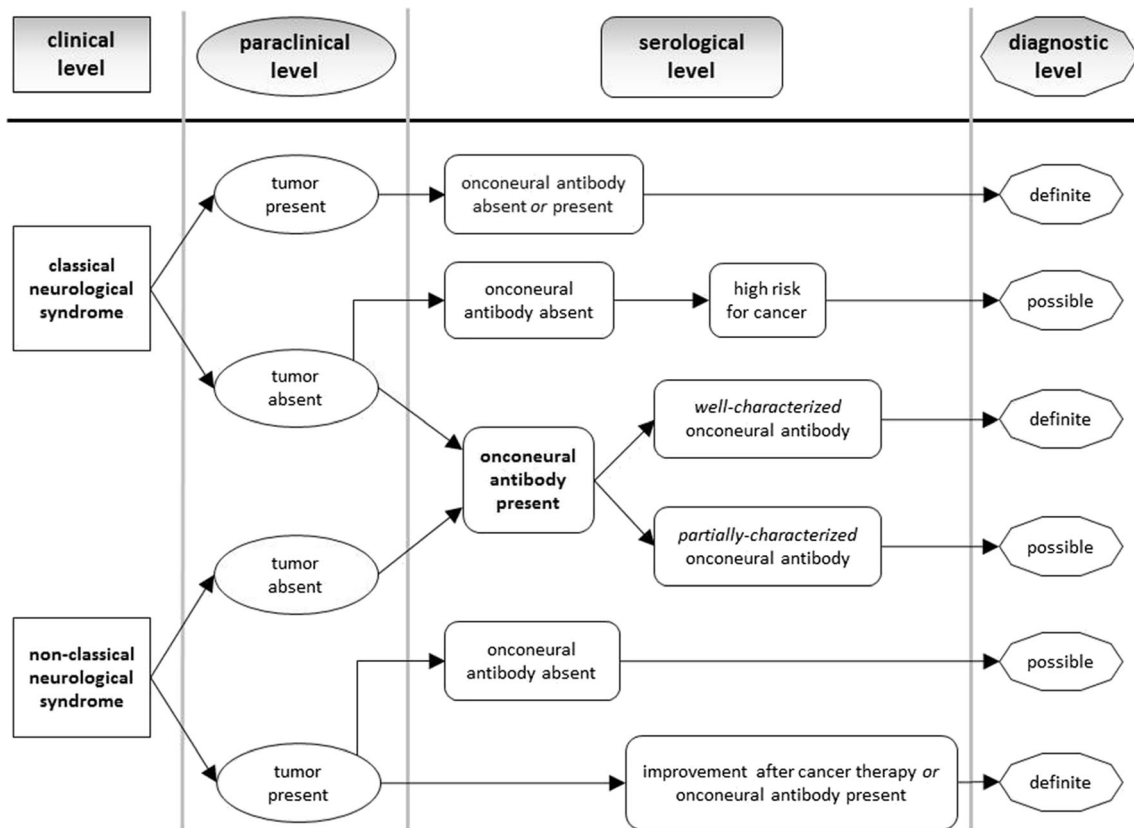 clinical
level
paraclinical
level
serological
level
diagnostic
level
tumor
present
onconeural antibody
absent or present
definite
classical
neurological
syndrome
onconeural
antibody absent
high risk
for cancer
possible
tumor
absent
well-characterized
onconeural antibody
definite
onconeural
antibody
present
partially-characterized
onconeural antibody
possible
tumor
absent
non-classical
neurological
syndrome
onconeural
antibody absent
possible
tumor
present
improvement after cancer therapy or
onconeural antibody present
definite